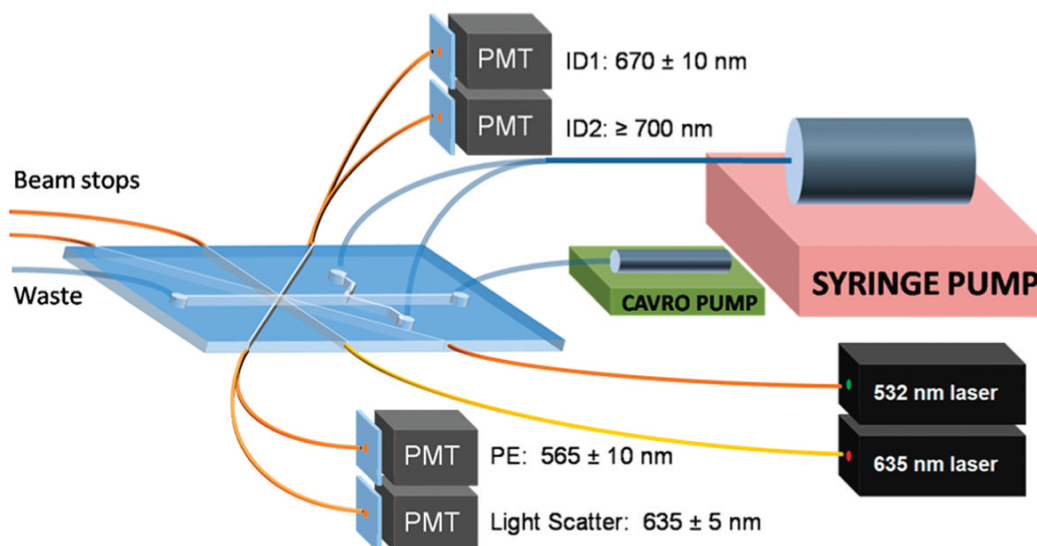 PMT
ID1: 670 ± 10 nm
PMT
ID2: ≥ 700 nm
Beam stops
Waste
CAVRO PUMP
SYRINGE PUMP
532 nm laser
635 nm laser
PMT
PE: 565 ± 10 nm
PMT
Light Scatter: 635 ± 5 nm